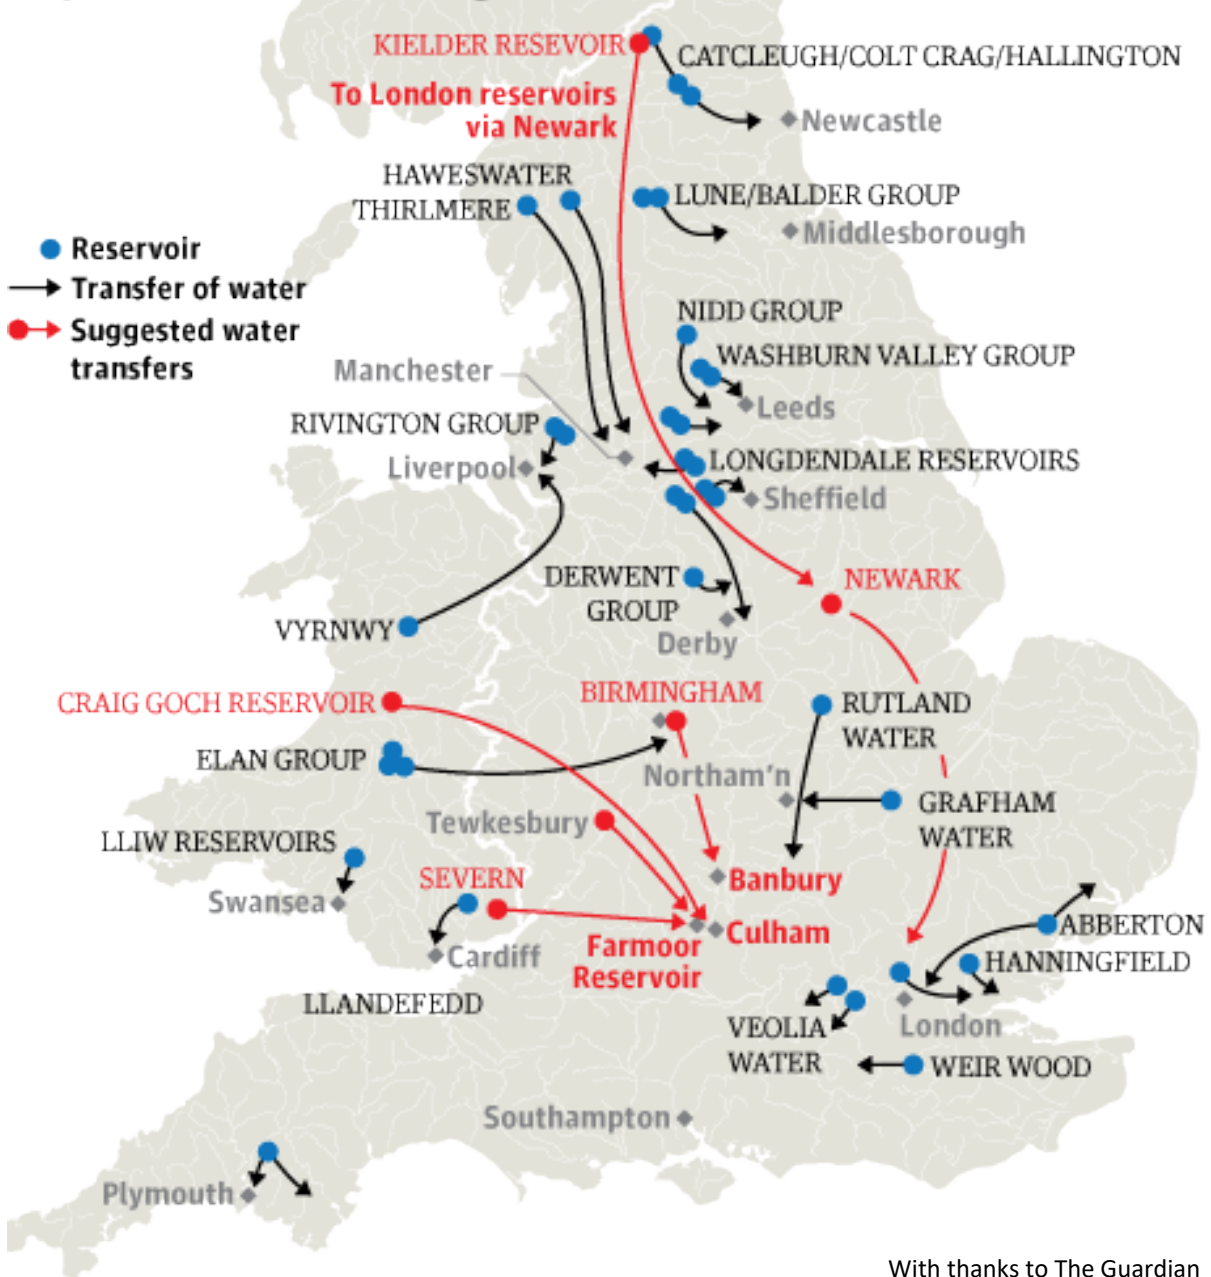 KIELDER RESEVOIR
CATCLEUGH/COLT CRAG/HALLINGTON
To London reservoirs
via Newark
Newcastle
HAWESWATER
THIRLMERE
LUNE/BALDER GROUP
Middlesborough
Reservoir
Transfer of water
Suggested water
transfers
NIDD GROUP
WASHBURN VALLEY GROUP
Manchester
Leeds
RIVINGTON GROUP
Liverpool
LONGDENDALE RESERVOIRS
Sheffield
DERWENT
GROUP
NEWARK
VYRNWY
Derby
CRAIG GOCH RESERVOIR
BIRMINGHAM
RUTLAND
WATER
ELAN GROUP
Northam'n
GRAFHAM
WATER
Tewkesbury
LLIW RESERVOIRS
SEVERN
Banbury
Swansea
Cardiff
Farmoor
Reservoir
Culham
ABBERTON
HANNINGFIELD
LLANDEFEDD
VEOLIA
WATER
London
WEIR WOOD
Southampton
Plymouth
With thanks to The Guardian